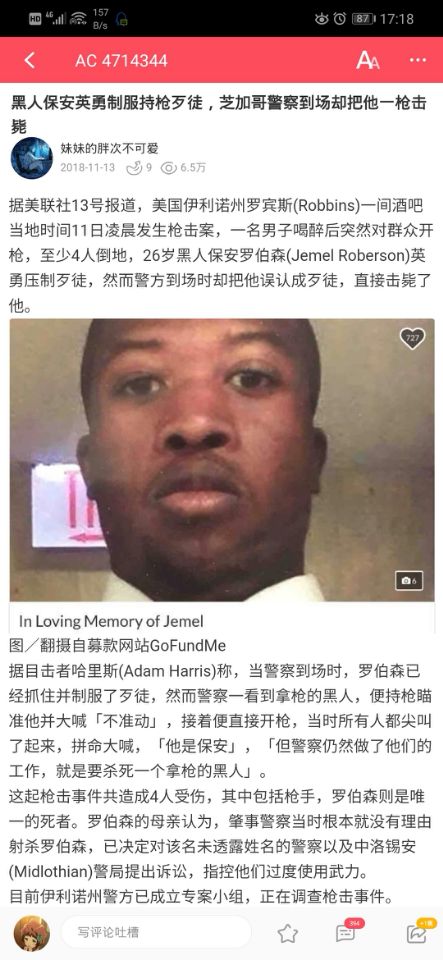 HD 4G 157 B/s 87 17:18
AC 4714344
AA
黑人保安英勇制服持枪歹徒，芝加哥警察到场却把他一枪击
毙
妹妹的胖次不可爱
2018-11-13 9 6.5万
据美联社13号报道，美国伊利诺州罗宾斯(Robbins)一间酒吧
当地时间11日凌晨发生枪击案，一名男子喝醉后突然对群众开
枪，至少4人倒地，26岁黑人保安罗伯森(Jemel Roberson)英
勇压制歹徒，然而警方到场时却把他误认成歹徒，直接击毙了
他。
727
6
In Loving Memory of Jemel
图／翻摄自募款网站GoFundMe
据目击者哈里斯(Adam Harris)称，当警察到场时，罗伯森已
经抓住并制服了歹徒，然而警察一看到拿枪的黑人，便持枪瞄
准他并大喊「不准动」，接着便直接开枪，当时所有人都尖叫
了起来，拼命大喊，「他是保安」，「但警察仍然做了他们的
工作，就是要杀死一个拿枪的黑人」。
这起枪击事件共造成4人受伤，其中包括枪手，罗伯森则是唯一
的死者。罗伯森的母亲认为，肇事警察当时根本就没有理由
射杀罗伯森，已决定对该名未透露姓名的警察以及中洛锡安
(Midlothian)警局提出诉讼，指控他们过度使用武力。
目前伊利诺州警方已成立专案小组，正在调查枪击事件。
写评论吐槽
394